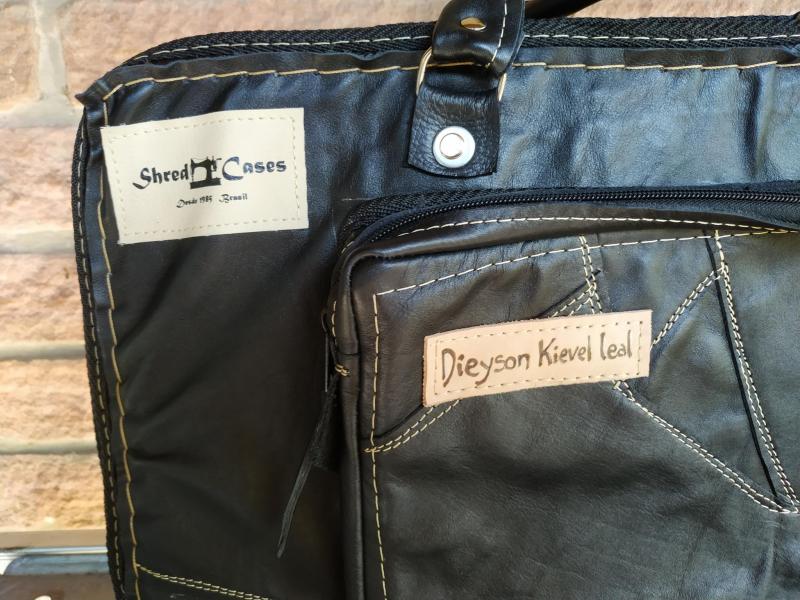 Shred Cases
Desde 1985 Brasil
Dieyson Kievel leal